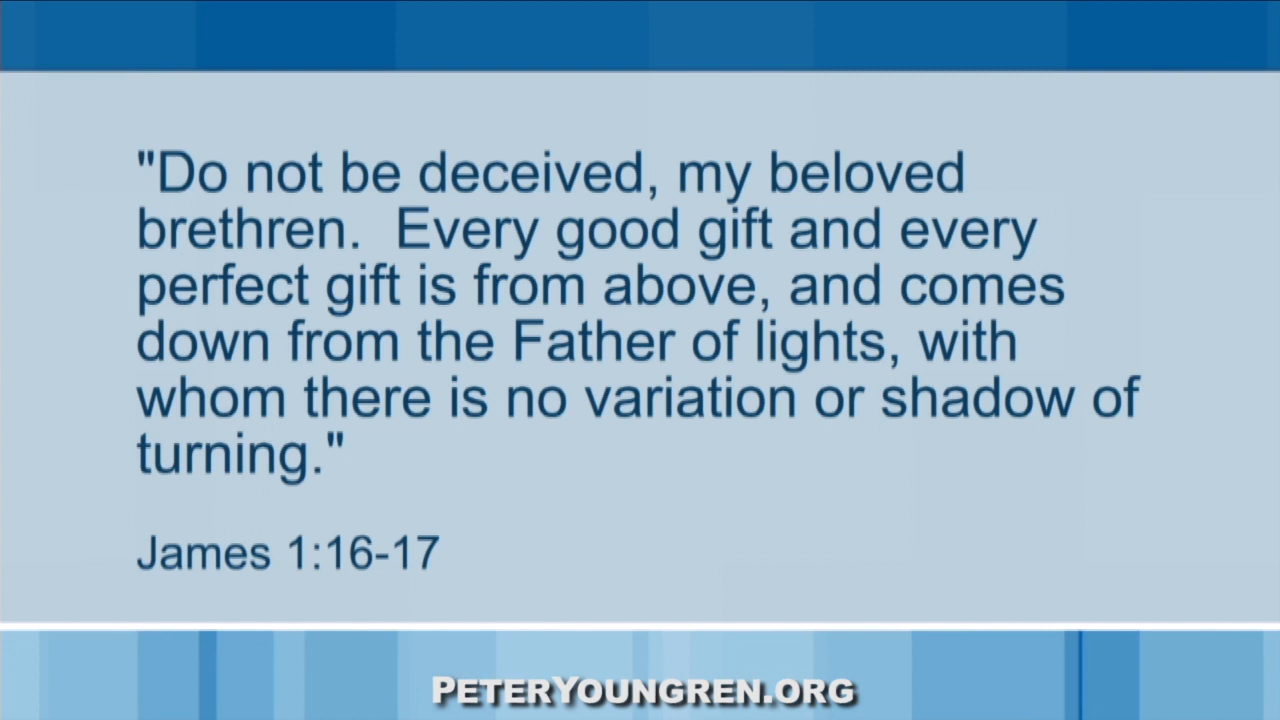 "Do not be deceived, my beloved
brethren.  Every good gift and every
perfect gift is from above, and comes
down from the Father of lights, with
whom there is no variation or shadow of
turning."
James 1:16-17
PETERYOUNGREN.ORG